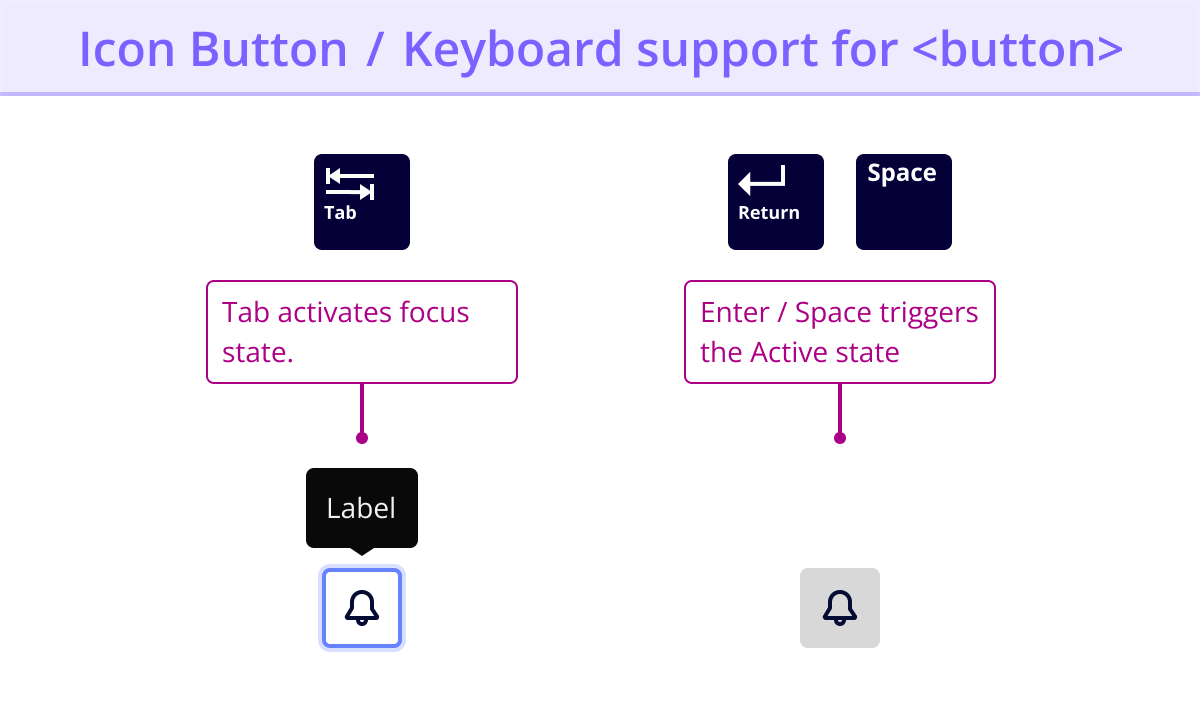 Icon Button / Keyboard support for <button>
Tab
Return
Space
Tab activates focus
state.
Enter / Space triggers
the Active state
Label